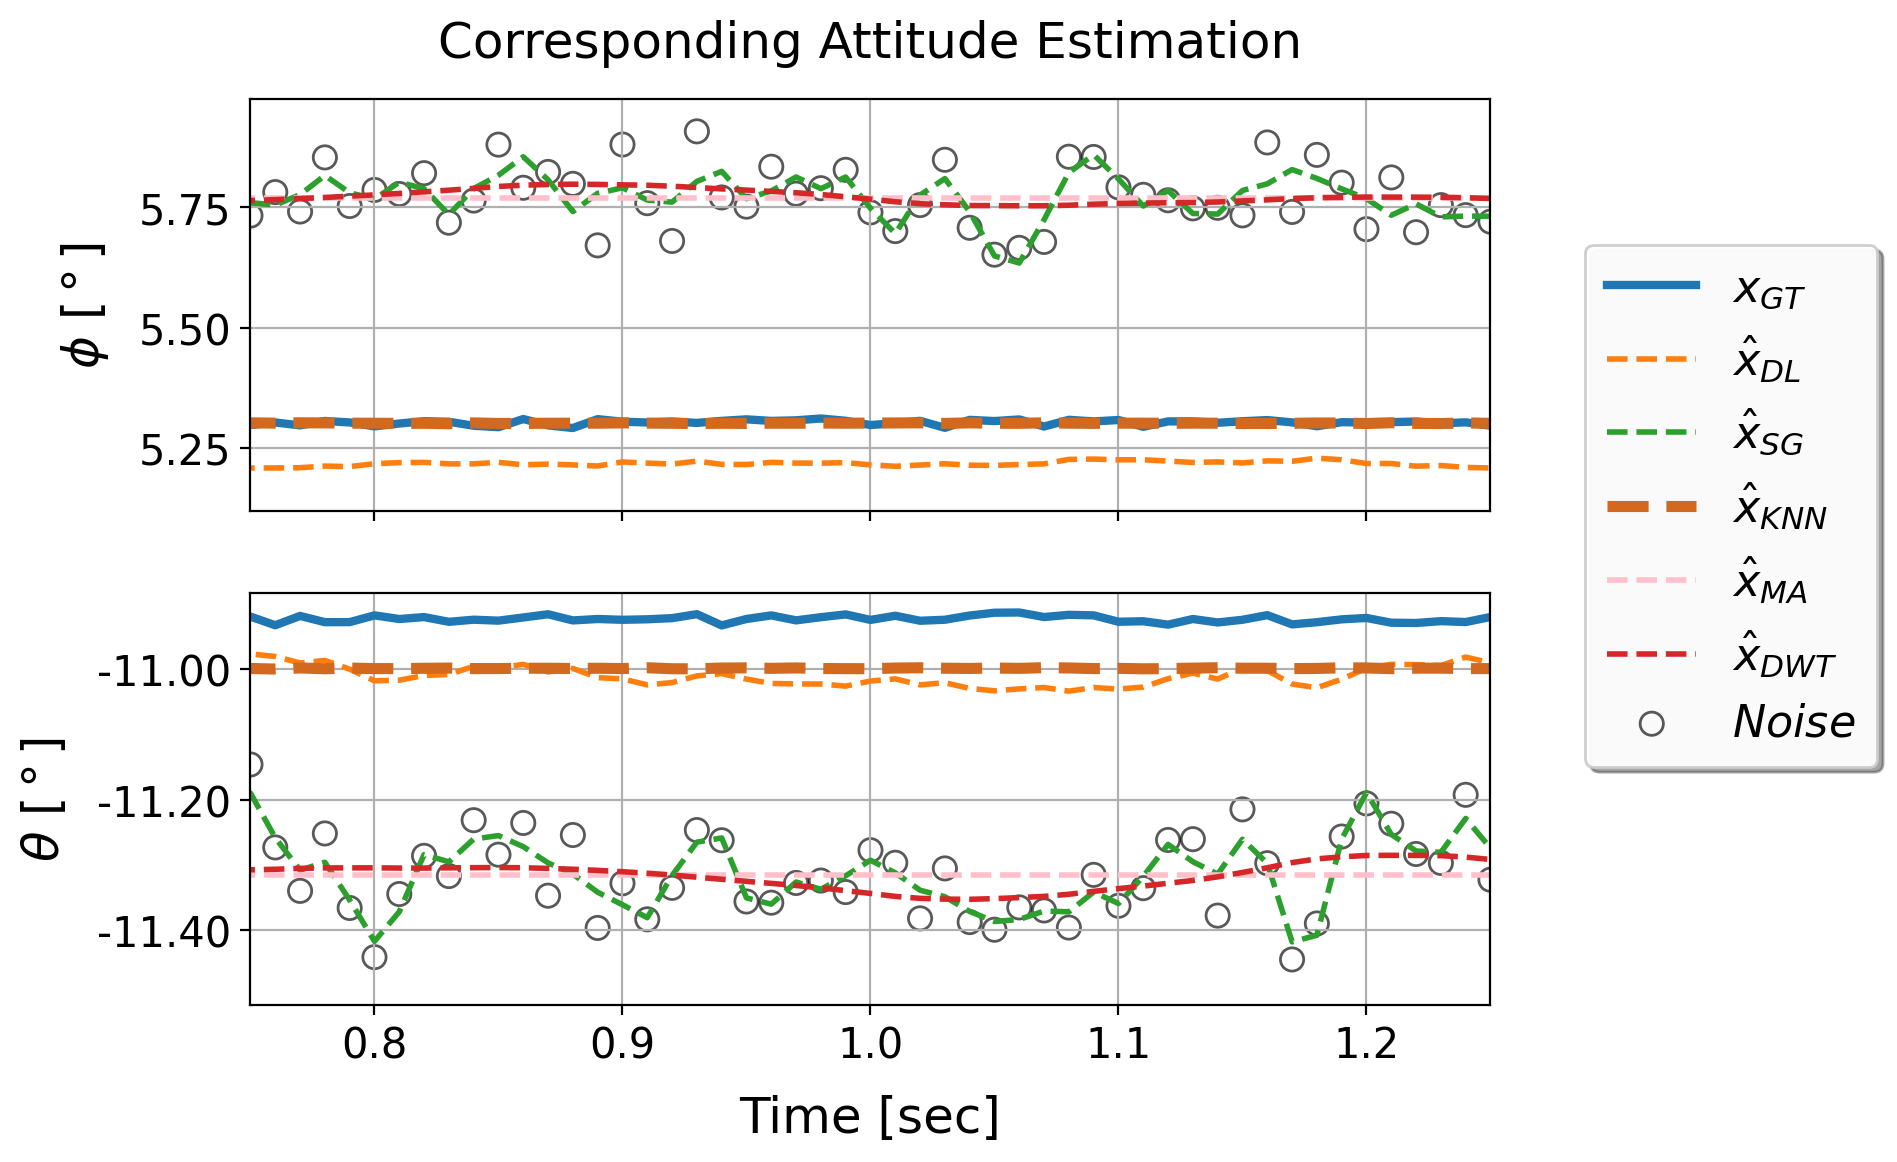 Corresponding Attitude Estimation
ϕ [°]
5.75
5.50
5.25
θ [°]
-11.00
-11.20
-11.40
0.8 0.9 1.0 1.1 1.2
Time [sec]
x_GT
x̂_DL
x̂_SG
x̂_KNN
x̂_MA
x̂_DWT
Noise